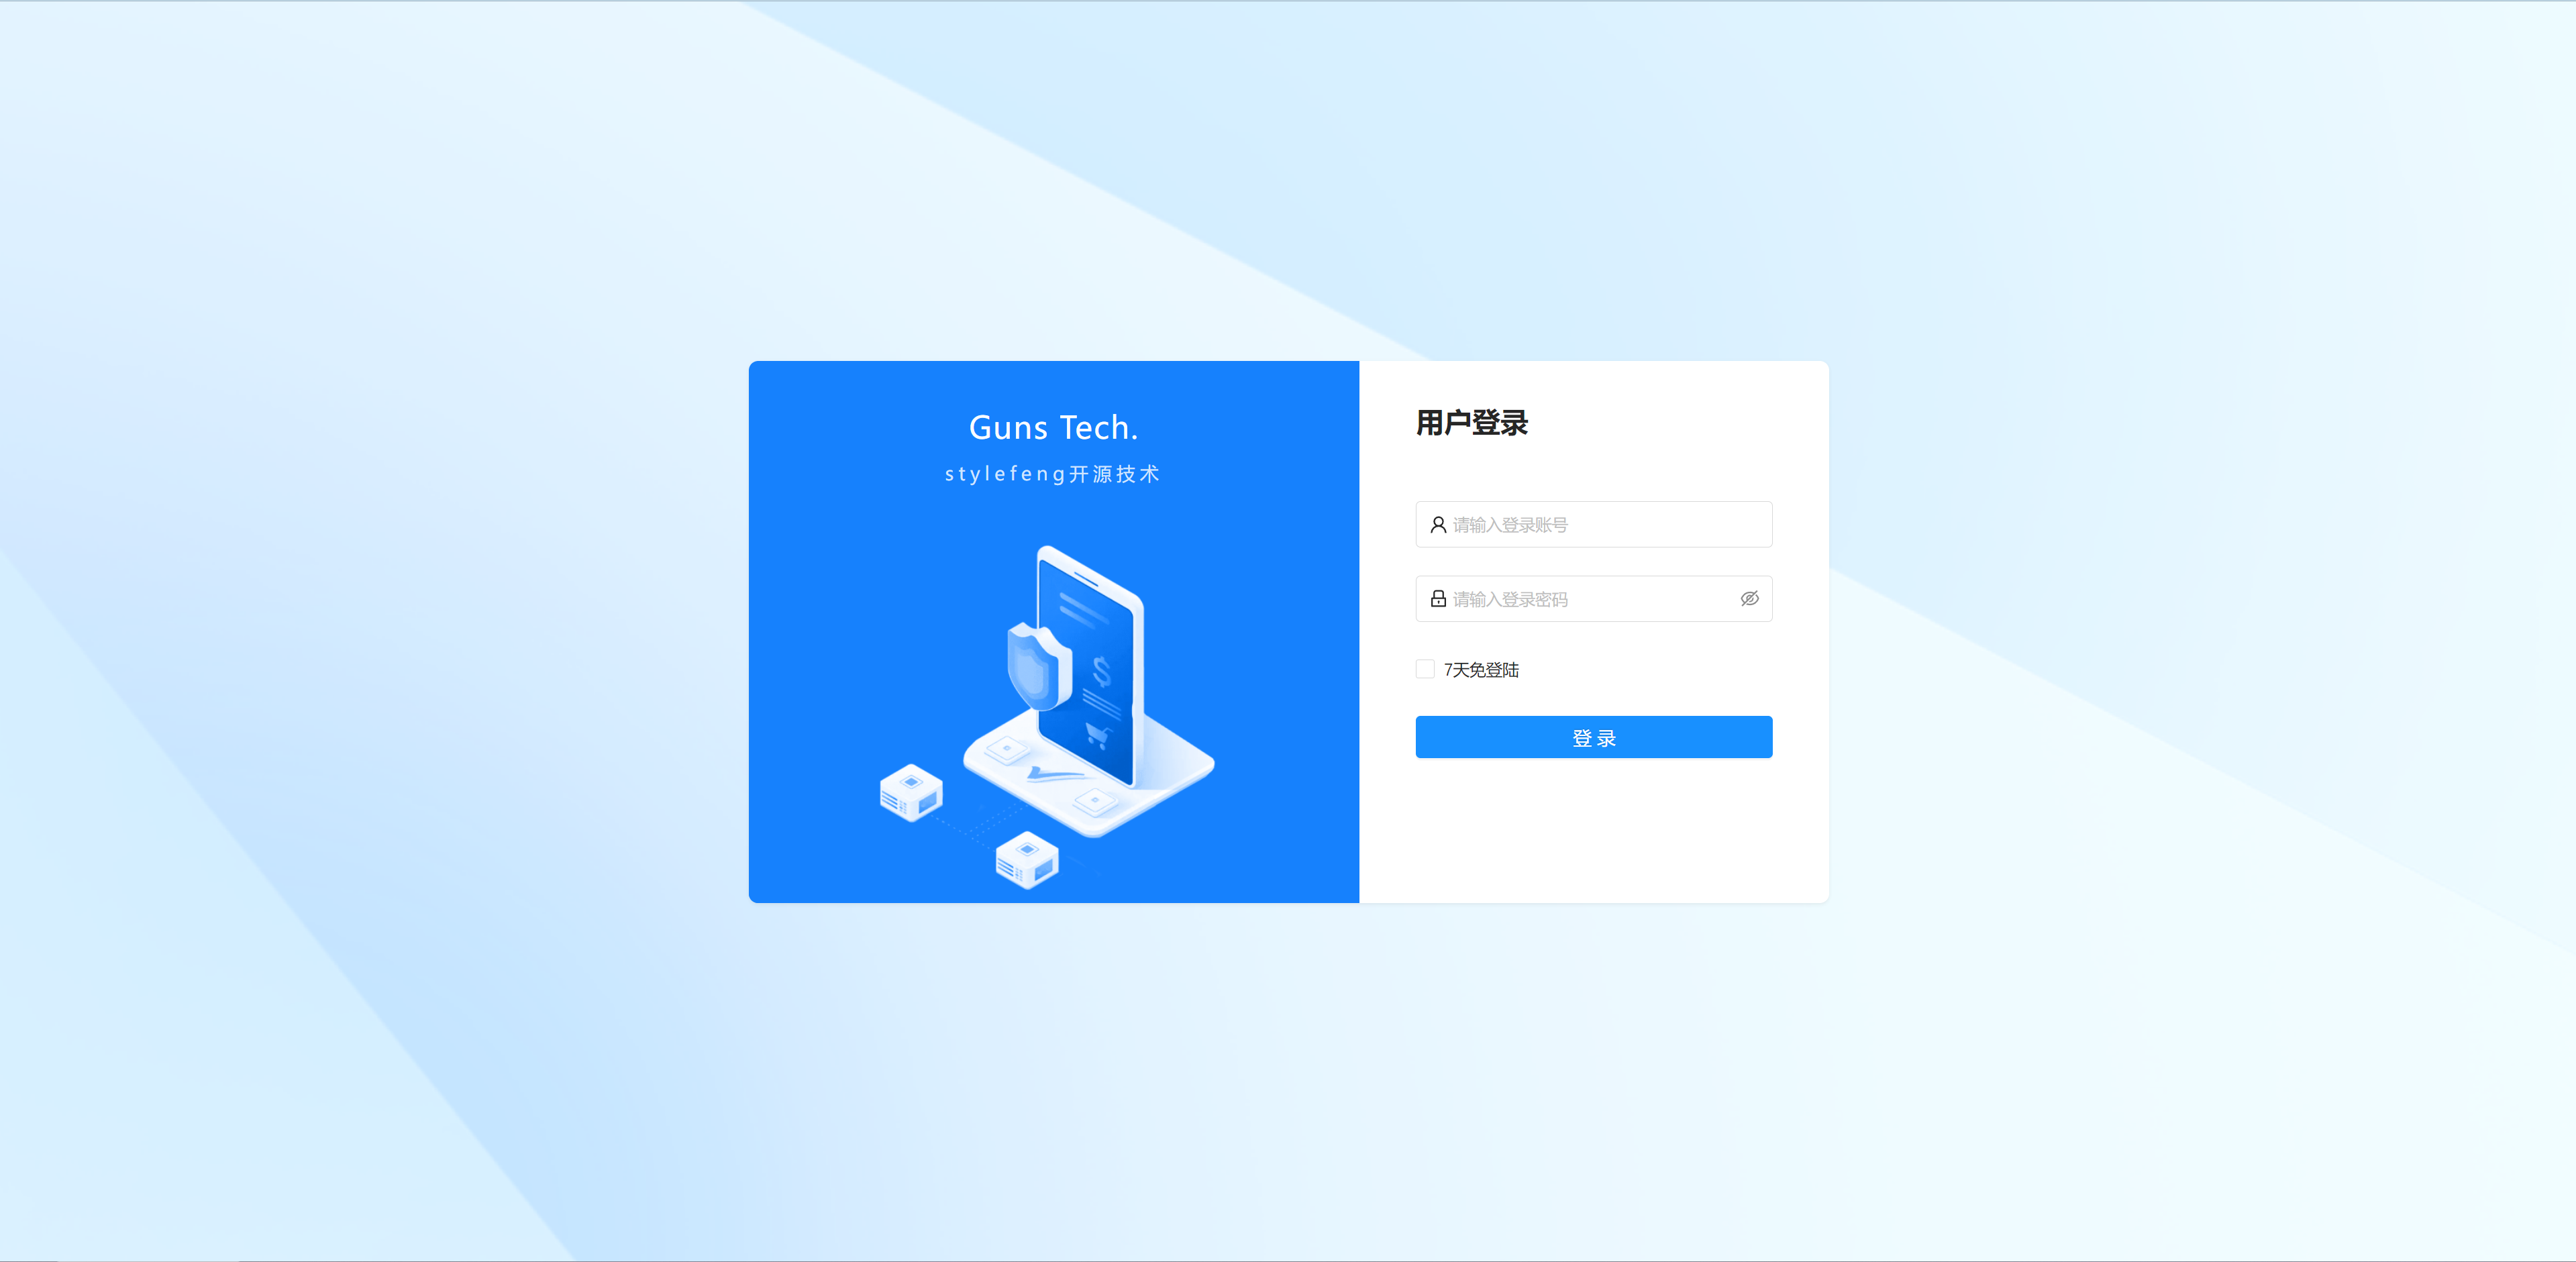 Guns Tech.
stylefeng开源技术
用户登录
请输入登录账号
请输入登录密码
7天免登陆
登 录